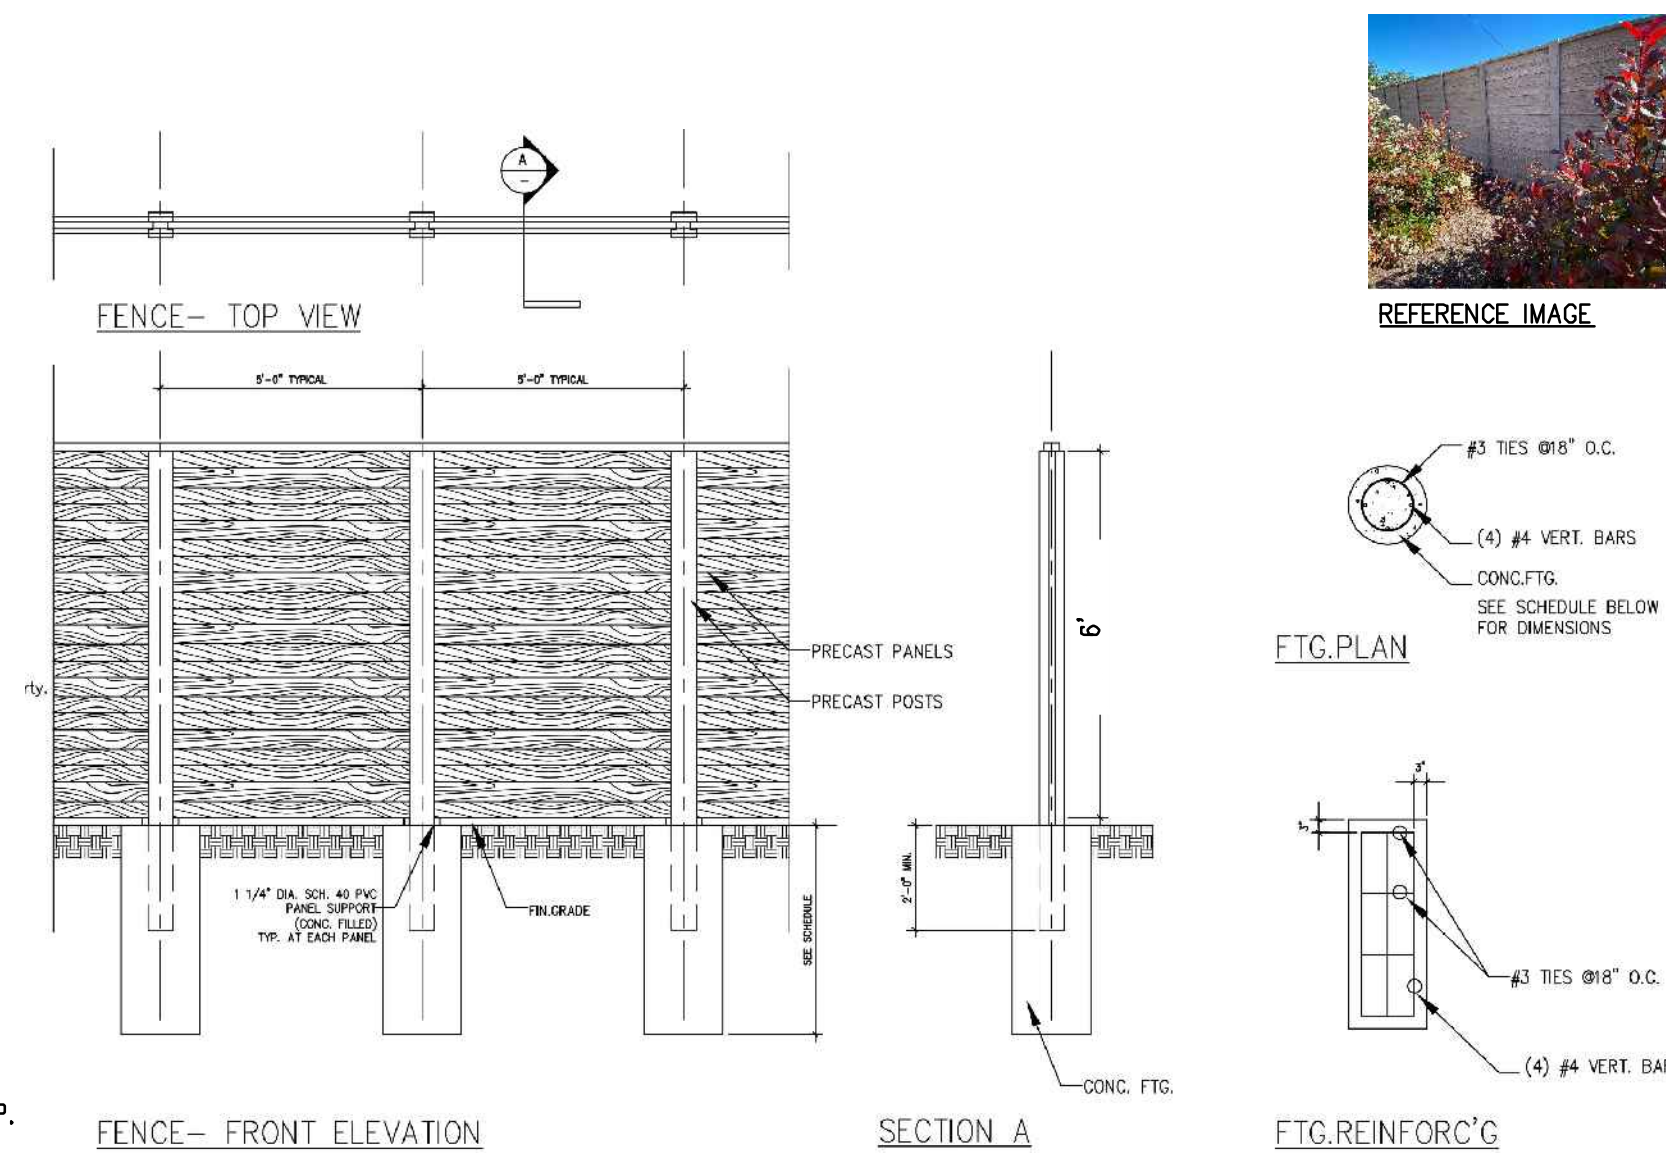 A
–
FENCE– TOP VIEW
REFERENCE IMAGE
5'-0" TYPICAL
5'-0" TYPICAL
#3 TIES @18" O.C.
(4) #4 VERT. BARS
CONC.FTG.
SEE SCHEDULE BELOW
FOR DIMENSIONS
FTG.PLAN
6'
PRECAST PANELS
PRECAST POSTS
rty.
1 1/4" DIA. SCH. 40 PVC
PANEL SUPPORT
(CONC. FILLED)
TYP. AT EACH PANEL
FIN.GRADE
SEE SCHEDULE
2'-0" MIN.
CONC. FTG.
3"
3"
#3 TIES @18" O.C.
(4) #4 VERT. BAR
P.
FENCE– FRONT ELEVATION
SECTION A
FTG.REINFORC'G